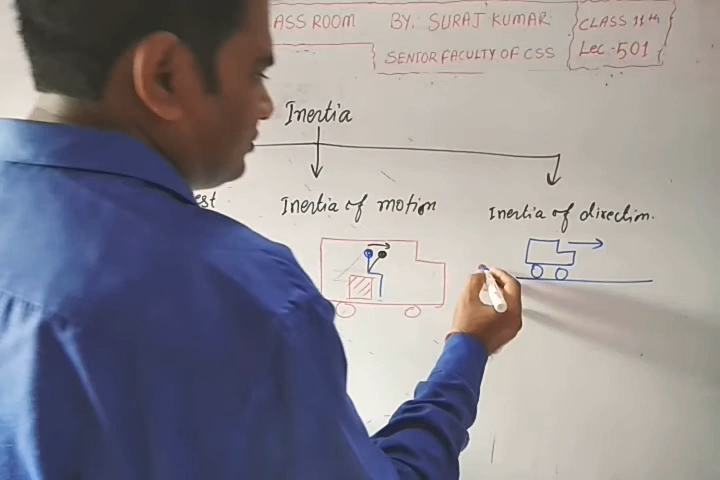 ASS ROOM BY: SURAJ KUMAR
SENIOR FACULTY OF CSS
CLASS 11th
Lec-501
Inertia
est
Inertia of motion
Inertia of direction.